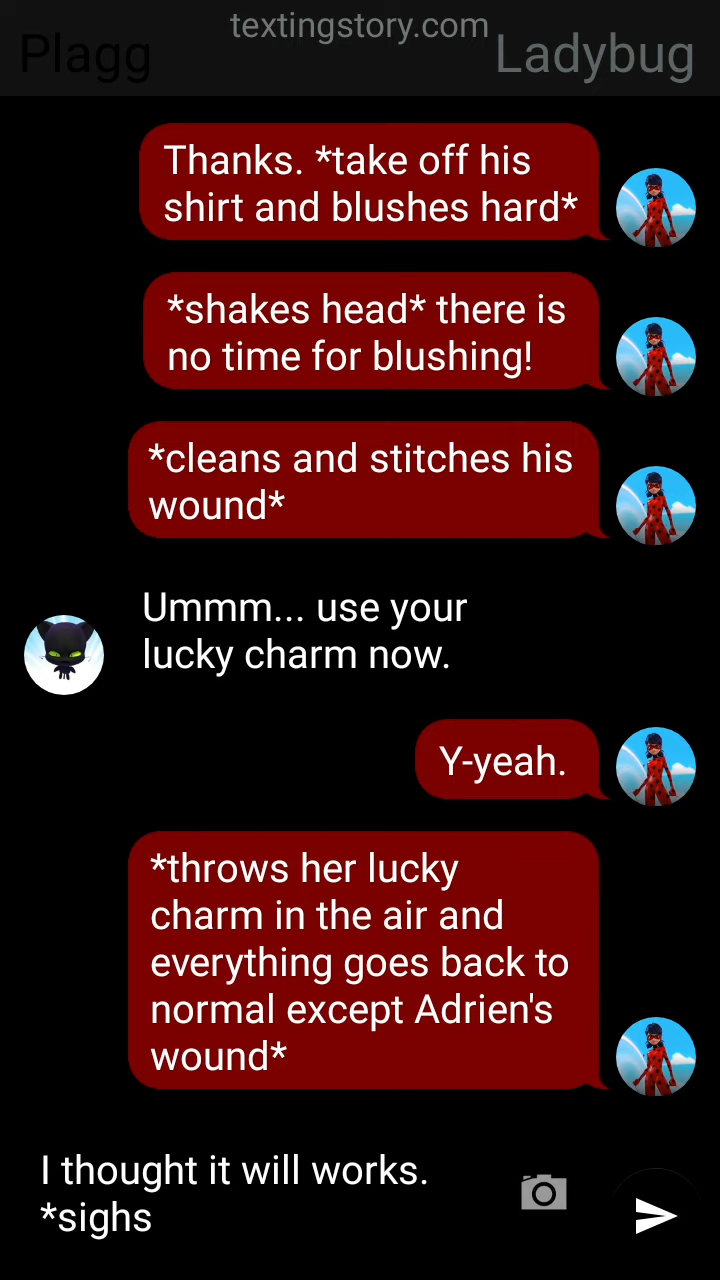 textingstory.com
Plagg
Ladybug
Thanks. *take off his
shirt and blushes hard*
*shakes head* there is
no time for blushing!
*cleans and stitches his
wound*
Ummm... use your
lucky charm now.
Y-yeah.
*throws her lucky
charm in the air and
everything goes back to
normal except Adrien's
wound*
I thought it will works.
*sighs